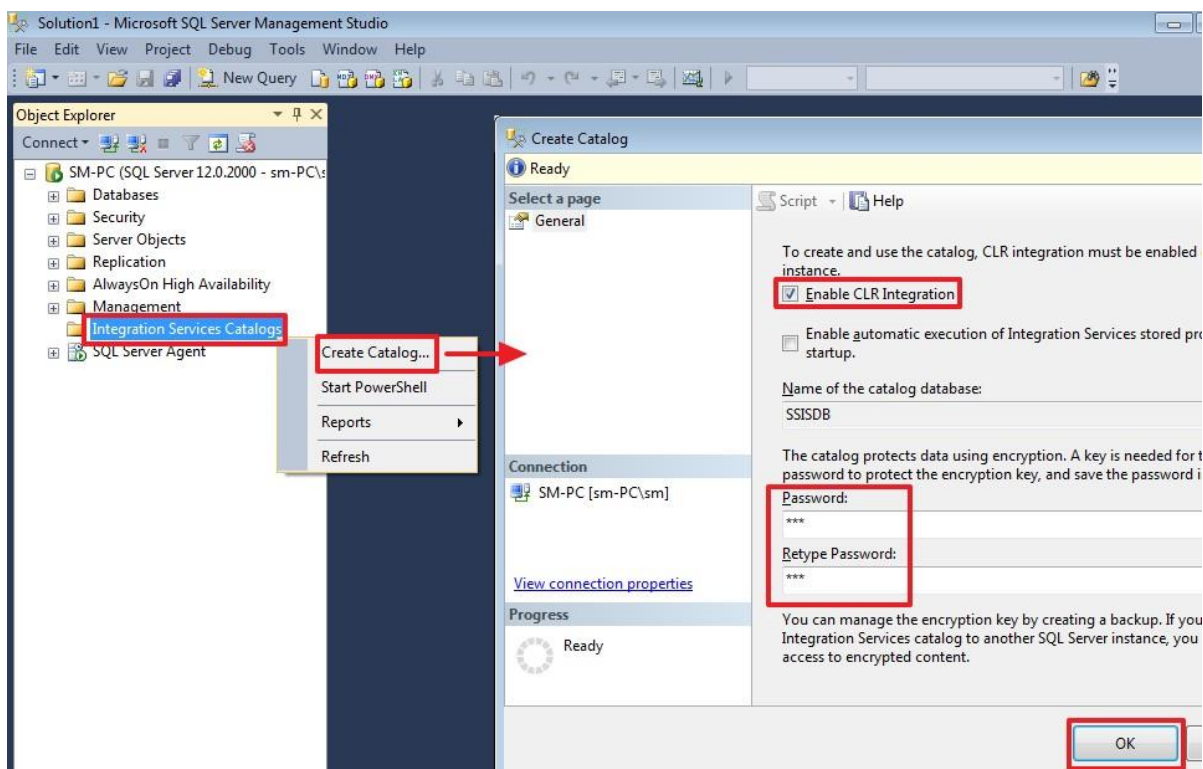 Solution1 - Microsoft SQL Server Management Studio
File Edit View Project Debug Tools Window Help
New Query
Object Explorer
Connect
SM-PC (SQL Server 12.0.2000 - sm-PC\
Databases
Security
Server Objects
Replication
AlwaysOn High Availability
Management
Integration Services Catalogs
SQL Server Agent
Create Catalog...
Start PowerShell
Reports
Refresh
Create Catalog
Ready
Select a page
General
Connection
SM-PC [sm-PC\sm]
View connection properties
Progress
Ready
Script Help
To create and use the catalog, CLR integration must be enabled
instance.
Enable CLR Integration
Enable automatic execution of Integration Services stored
startup.
Name of the catalog database:
SSISDB
The catalog protects data using encryption. A key is needed for
password to protect the encryption key, and save the password
Password:
***
Retype Password:
***
You can manage the encryption key by creating a backup. If you
Integration Services catalog to another SQL Server instance, you
access to encrypted content.
OK